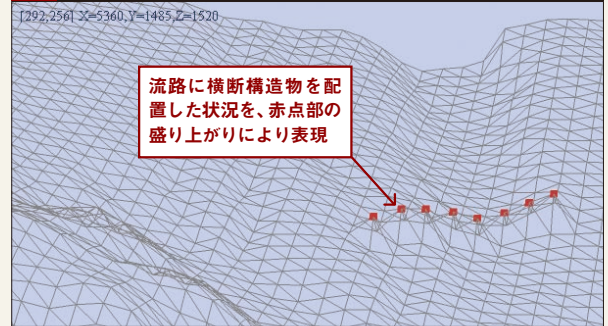 [292,256] X=5360,Y=1485,Z=1520
流路に横断構造物を配
置した状況を、赤点部の
盛り上がりにより表現